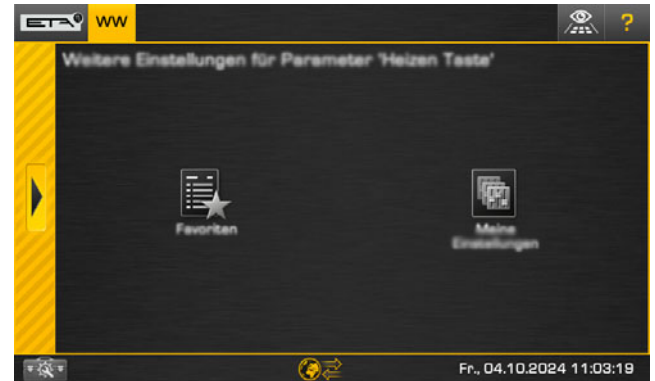 ETA WW ?
Weitere Einstellungen für Parameter 'Heizen Taste'
Favoriten
Meine
Einstellungen
Fr., 04.10.2024 11:03:19